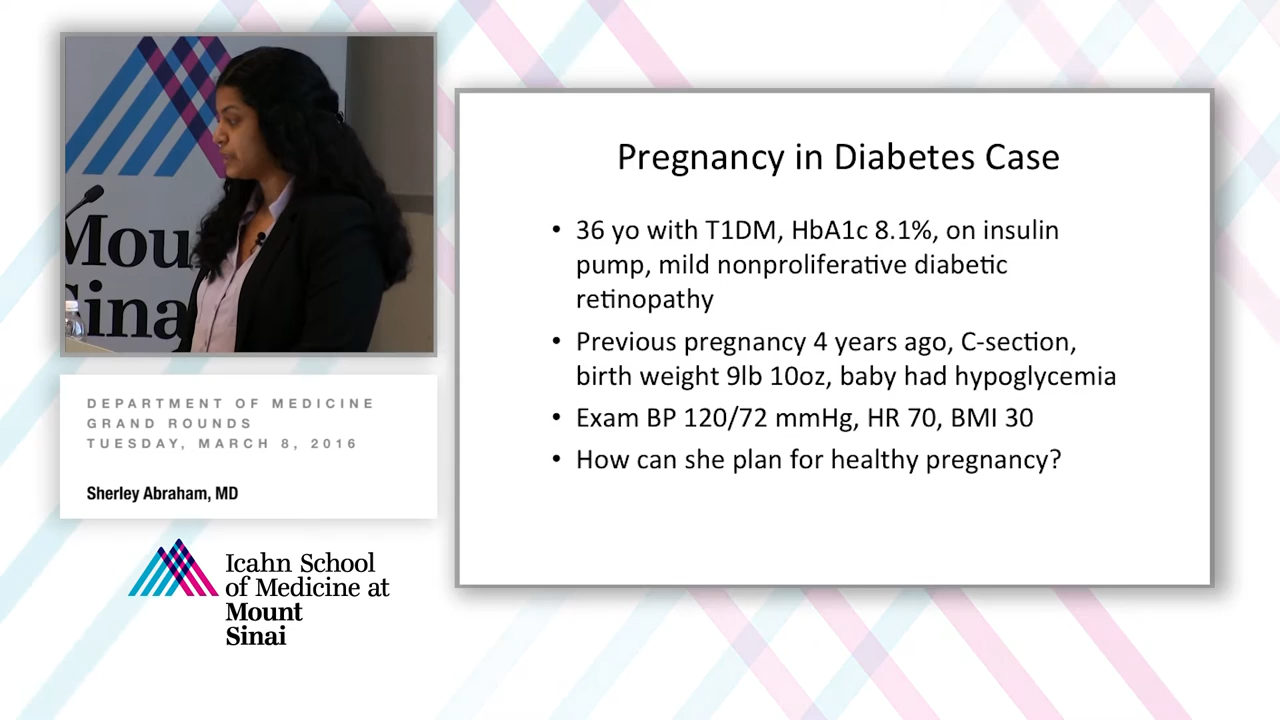 Mount
Sinai
DEPARTMENT OF MEDICINE
GRAND ROUNDS
TUESDAY, MARCH 8, 2016
Sherley Abraham, MD
Icahn School
of Medicine at
Mount
Sinai
Pregnancy in Diabetes Case
• 36 yo with T1DM, HbA1c 8.1%, on insulin
pump, mild nonproliferative diabetic
retinopathy
• Previous pregnancy 4 years ago, C-section,
birth weight 9lb 10oz, baby had hypoglycemia
• Exam BP 120/72 mmHg, HR 70, BMI 30
• How can she plan for healthy pregnancy?